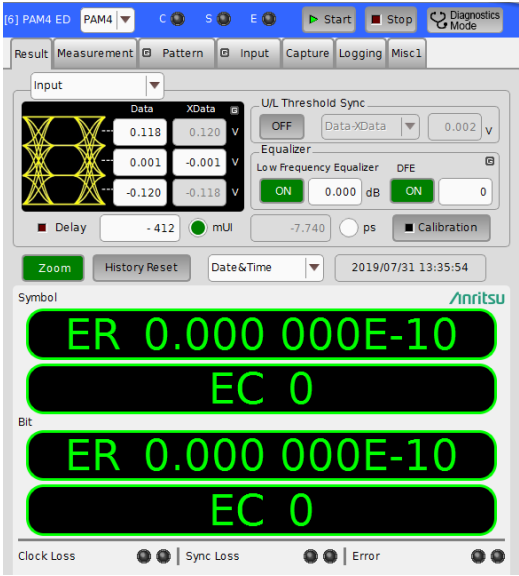 [6] PAM4 ED PAM4 C S E Start Stop Diagnostics Mode
Result Measurement G Pattern G Input Capture Logging Misc1
Input
Data XData G
0.118 0.120 V
0.001 -0.001 V
-0.120 -0.118 V
U/L Threshold Sync
OFF Data-XData 0.002 V
Equalizer
Low Frequency Equalizer DFE G
ON 0.000 dB ON 0
Delay -412 mUI -7.740 ps Calibration
Zoom History Reset Date&Time 2019/07/31 13:35:54
Symbol /inritsu
ER 0.000 000E-10
EC 0
Bit
ER 0.000 000E-10
EC 0
Clock Loss Sync Loss Error